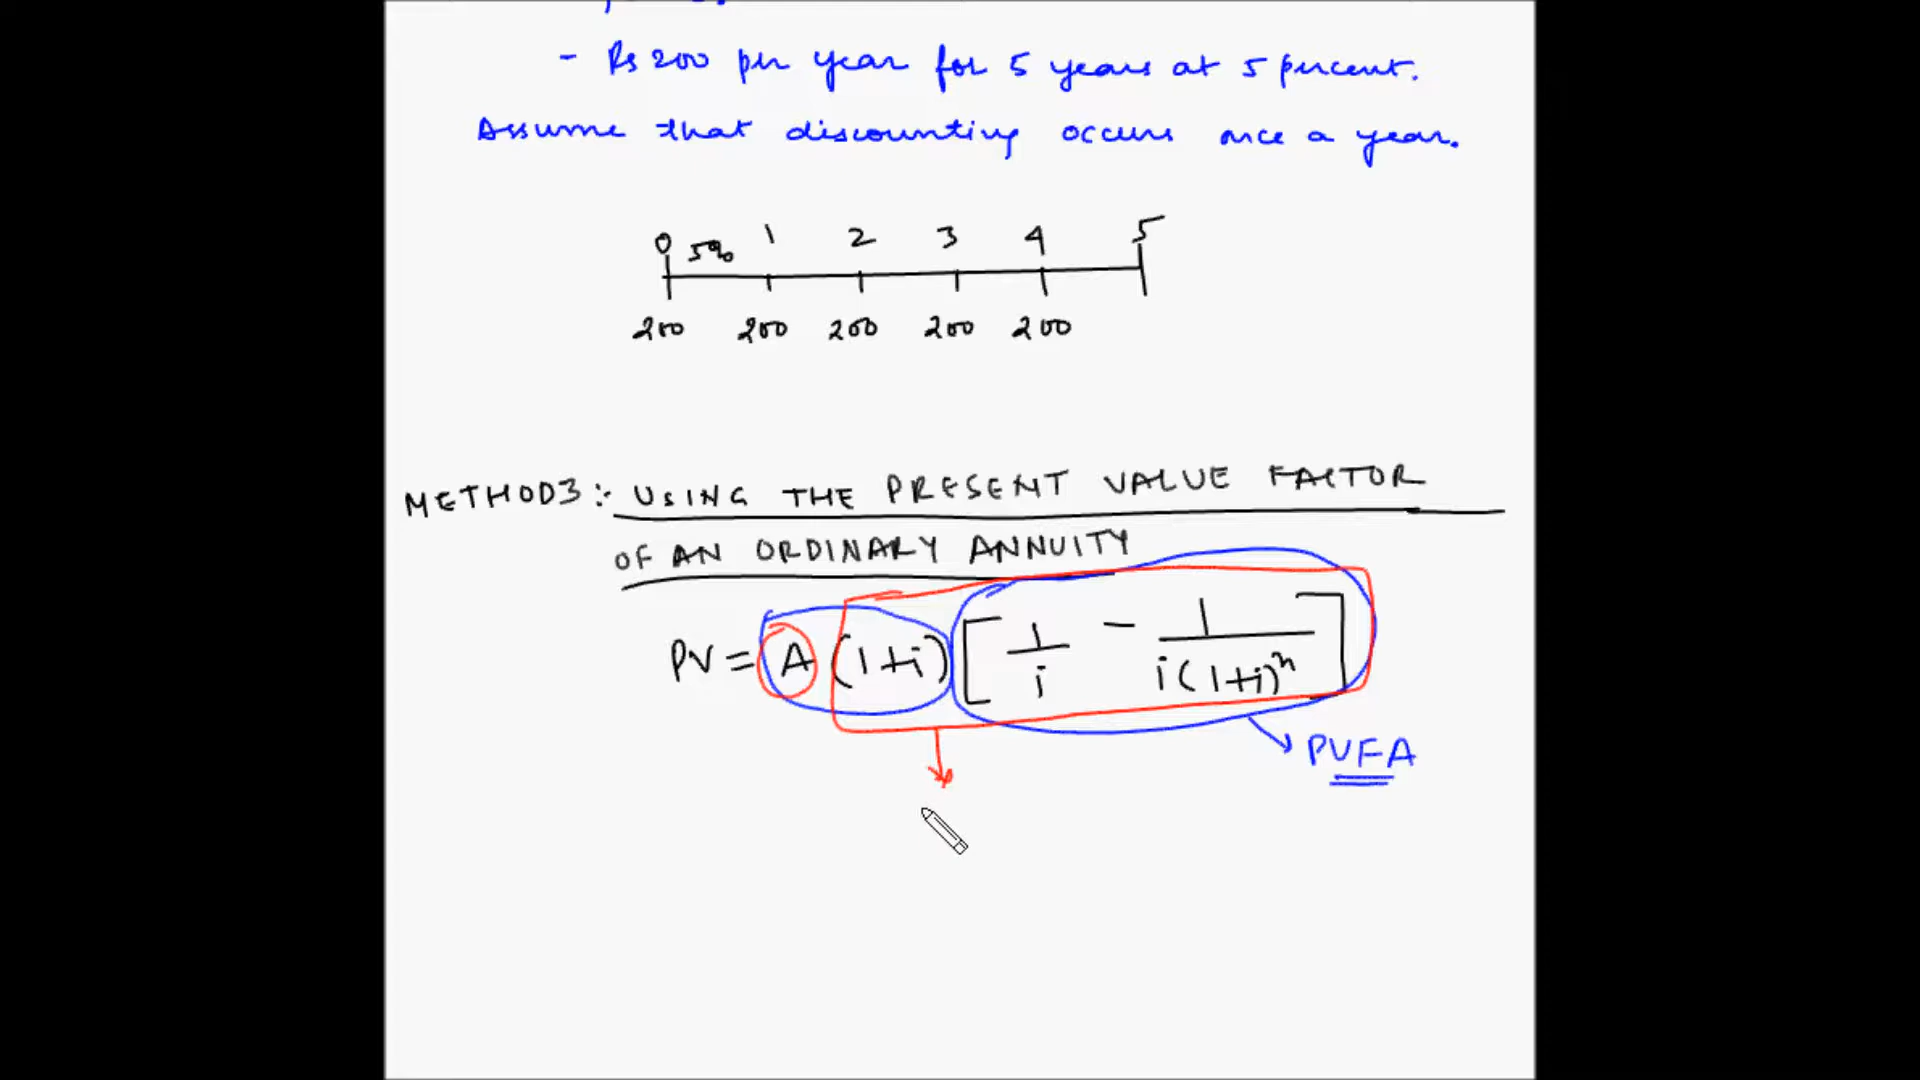 - Rs 200 per year for 5 years at 5 percent.
Assume that discounting occurs once a year.
0 5% 1 2 3 4 5
200 200 200 200 200
METHOD3:- USING THE PRESENT VALUE FACTOR
OF AN ORDINARY ANNUITY
PV = A (1+i) [ 1/i - 1/i(1+i)^n ]
PVFA